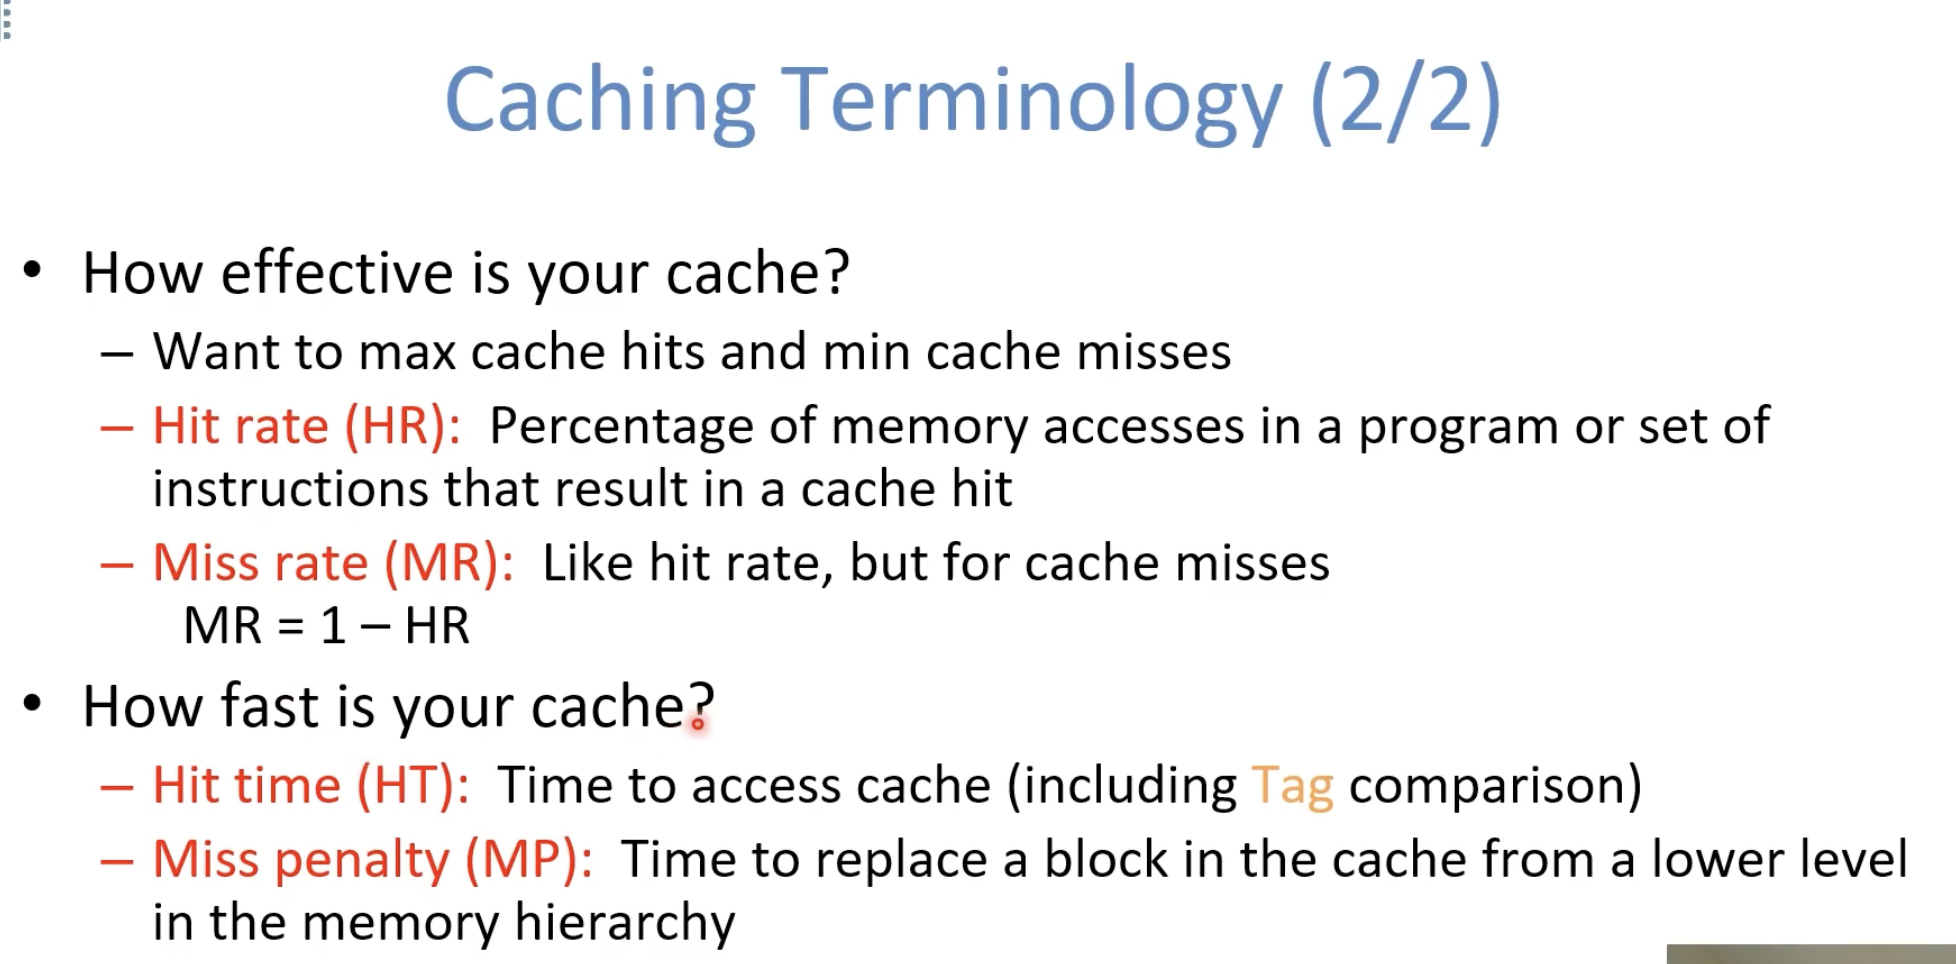 Caching Terminology (2/2)
• How effective is your cache?
– Want to max cache hits and min cache misses
– Hit rate (HR): Percentage of memory accesses in a program or set of
instructions that result in a cache hit
– Miss rate (MR): Like hit rate, but for cache misses
MR = 1 – HR
• How fast is your cache?
– Hit time (HT): Time to access cache (including Tag comparison)
– Miss penalty (MP): Time to replace a block in the cache from a lower level
in the memory hierarchy